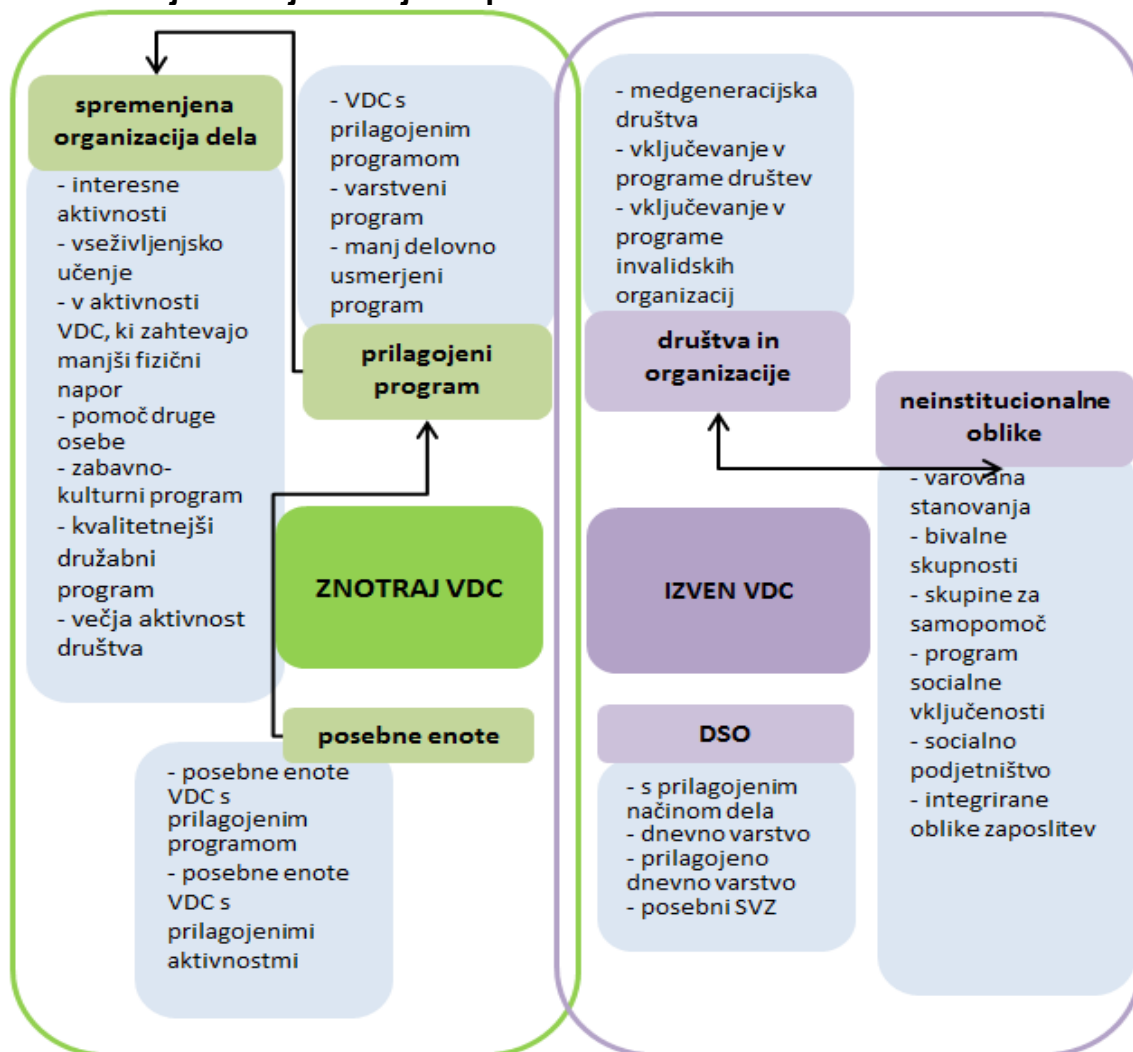 spremenjena
organizacija dela
- interesne
aktivnosti
- vseživljenjsko
učenje
- v aktivnosti
VDC, ki zahtevajo
manjši fizični
napor
- pomoč druge
osebe
- zabavno-
kulturni program
- kvalitetnejši
družabni
program
- večja aktivnost
društva
- VDC s
prilagojenim
programom
- varstveni
program
- manj delovno
usmerjeni
program
prilagojeni
program
ZNOTRAJ VDC
posebne enote
- posebne enote
VDC s
prilagojenim
programom
- posebne enote
VDC s
prilagojenimi
aktivnostmi
- medgeneracijska
društva
- vključevanje v
programe društev
- vključevanje v
programe
invalidskih
organizacij
društva in
organizacije
IZVEN VDC
DSO
- s prilagojenim
načinom dela
- dnevno varstvo
- prilagojeno
dnevno varstvo
- posebni SVZ
neinstitucionalne
oblike
- varovana
stanovanja
- bivalne
skupnosti
- skupine za
samopomoč
- program
socialne
vključenosti
- socialno
podjetništvo
- integrirane
oblike zaposlitev